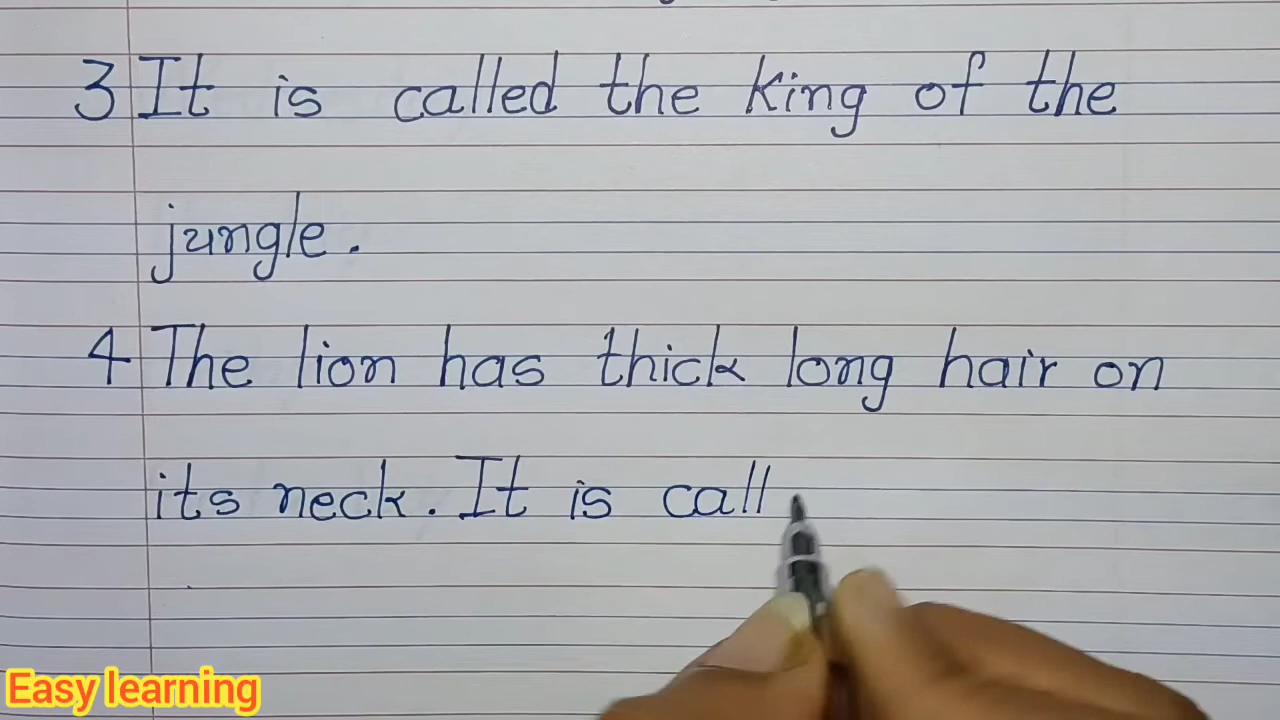 3 It is called the king of the
jungle.
4 The lion has thick long hair on
its neck. It is call
Easy learning